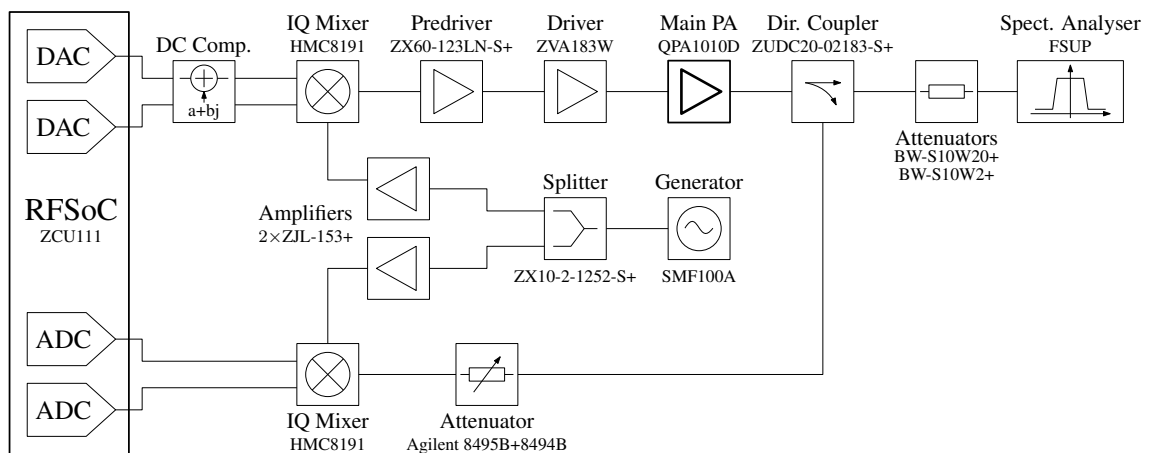 IQ Mixer
HMC8191
Predriver
ZX60-123LN-S+
Driver
ZVA183W
Main PA
QPA1010D
Dir. Coupler
ZUDC20-02183-S+
Spect. Analyser
FSUP
DAC
DC Comp.
a+bj
DAC
Attenuators
BW-S10W20+
BW-S10W2+
RFSoC
ZCU111
Amplifiers
2×ZJL-153+
Splitter
ZX10-2-1252-S+
Generator
SMF100A
ADC
ADC
IQ Mixer
HMC8191
Attenuator
Agilent 8495B+8494B